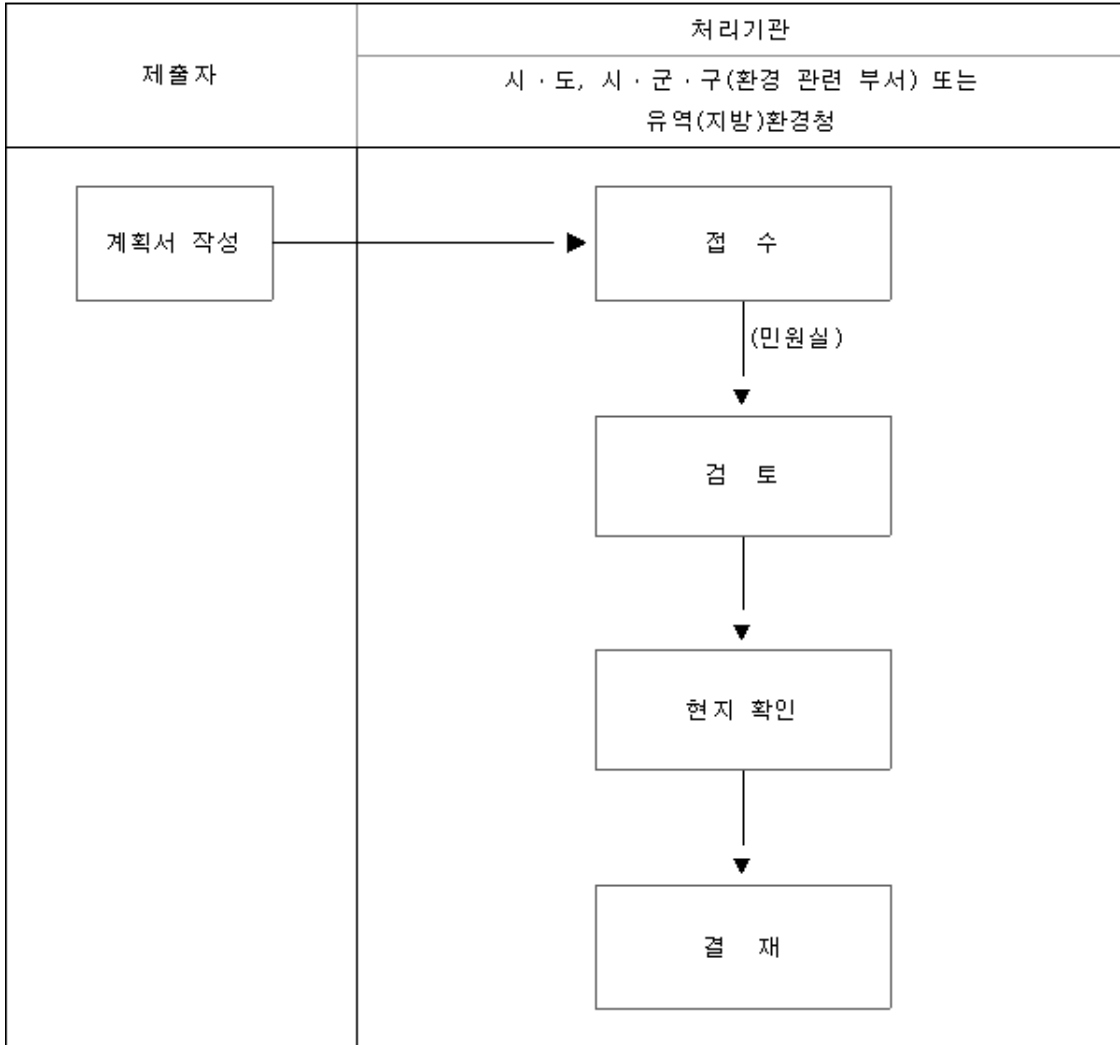 제출자
처리기관
시·도, 시·군·구(환경 관련 부서) 또는
유역(지방)환경청
계획서 작성
접 수
(민원실)
검 토
현지 확인
결 재